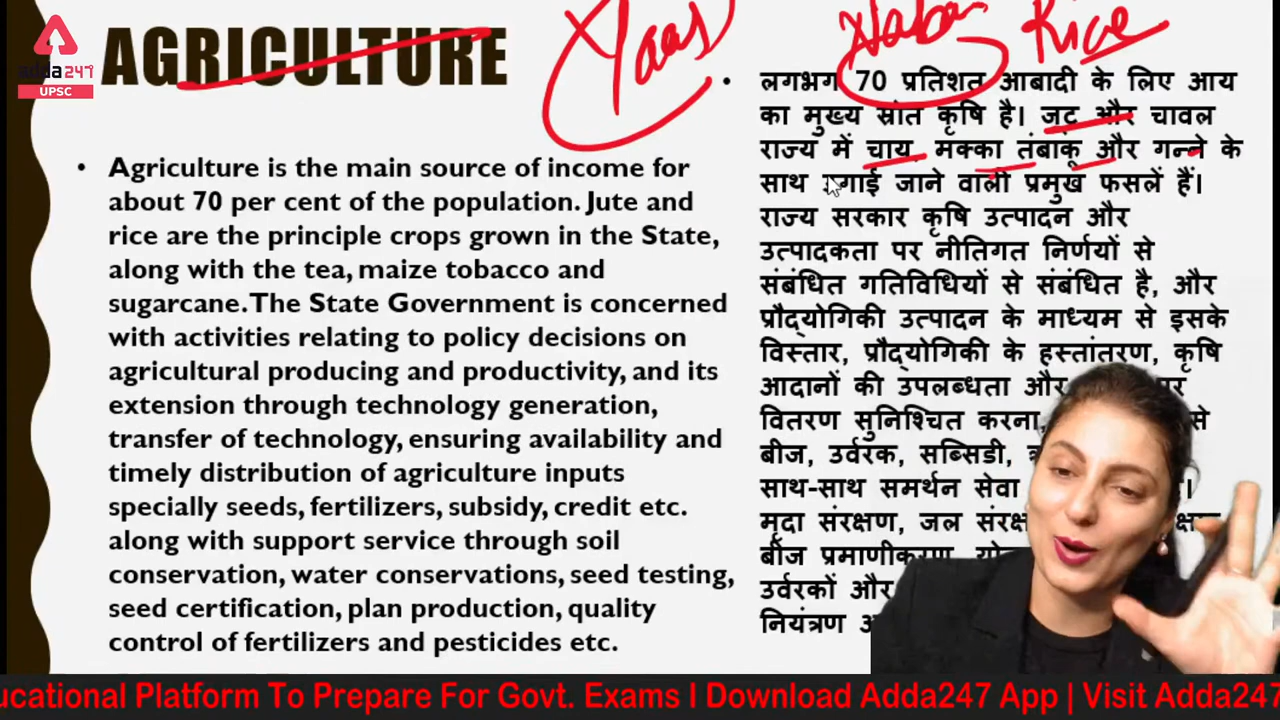 adda247
UPSC
AGRICULTURE
Yaas
Rice
• Agriculture is the main source of income for
about 70 per cent of the population. Jute and
rice are the principle crops grown in the State,
along with the tea, maize tobacco and
sugarcane. The State Government is concerned
with activities relating to policy decisions on
agricultural producing and productivity, and its
extension through technology generation,
transfer of technology, ensuring availability and
timely distribution of agriculture inputs
specially seeds, fertilizers, subsidy, credit etc.
along with support service through soil
conservation, water conservations, seed testing,
seed certification, plan production, quality
control of fertilizers and pesticides etc.
• लगभग 70 प्रतिशत आबादी के लिए आय
का मुख्य स्रोत कृषि है। जूट और चावल
राज्य में चाय, मक्का तंबाकू और गन्ने के
साथ उगाई जाने वाली प्रमुख फसलें हैं।
राज्य सरकार कृषि उत्पादन और
उत्पादकता पर नीतिगत निर्णयों से
संबंधित गतिविधियों से संबंधित है, और
प्रौद्योगिकी उत्पादन के माध्यम से इसके
विस्तार, प्रौद्योगिकी के हस्तांतरण, कृषि
आदानों की उपलब्धता और पर
वितरण सुनिश्चित करना, से
बीज, उर्वरक, सब्सिडी,
साथ-साथ समर्थन सेवा
मृदा संरक्षण, जल
बीज प्रमाणीकरण,
उर्वरकों और
नियंत्रण
ucational Platform To Prepare For Govt. Exams I Download Adda247 App | Visit Adda247